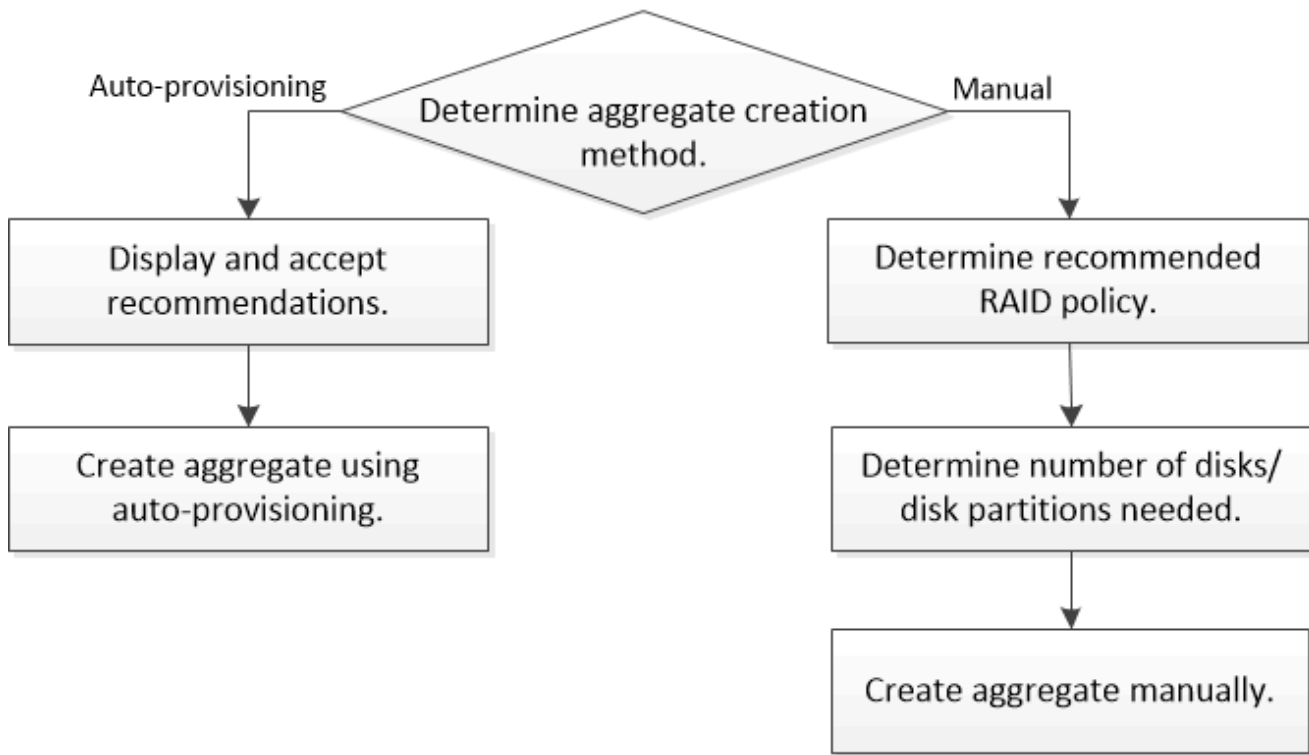 Auto-provisioning
Manual
Determine aggregate creation
method.
Display and accept
recommendations.
Create aggregate using
auto-provisioning.
Determine recommended
RAID policy.
Determine number of disks/
disk partitions needed.
Create aggregate manually.